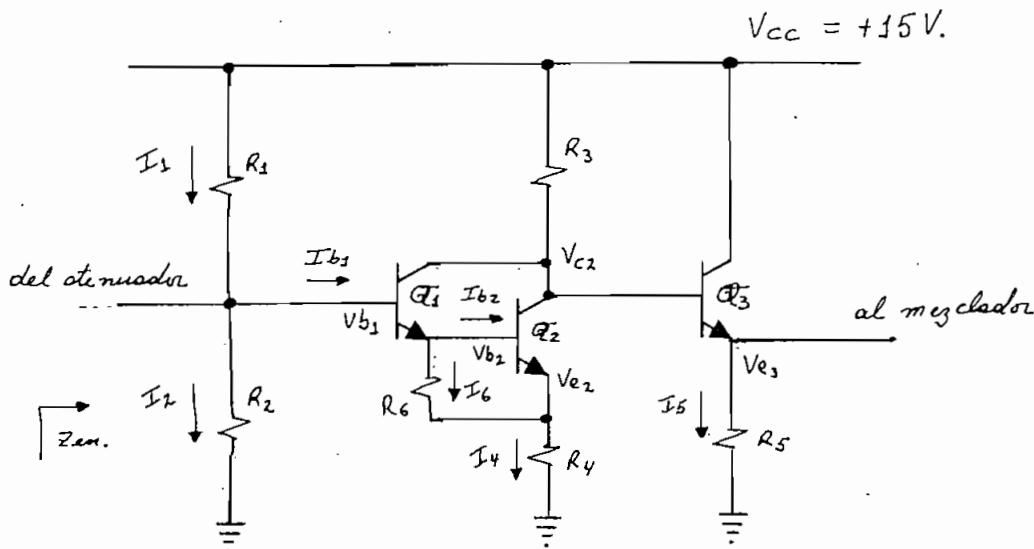 Vcc = +15V.
I1
R1
R3
del atenuador
Ib1
Vc2
Q1
Ib2
Q2
Q3
al mezclador
Vb1
Vb2
Ve2
Ve3
I2
R2
R6
I6
I5
R5
Zen.
I4
R4